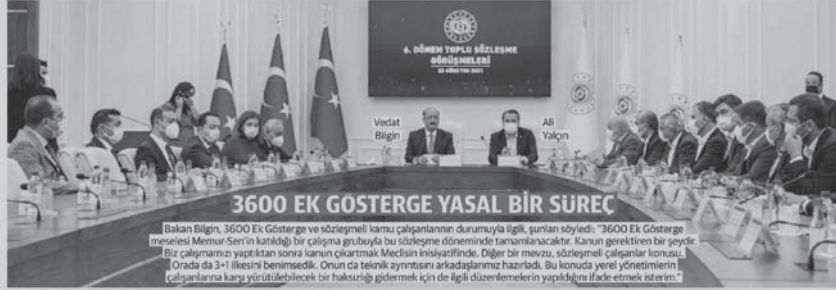 6. DÖNEM TOPLU SÖZLEŞME
GÖRÜŞMELERİ
23 AĞUSTOS 2021
Vedat
Bilgin
Ali
Yalçın
3600 EK GÖSTERGE YASAL BİR SÜREÇ
Bakan Bilgin, 3600 Ek Gösterge ve sözleşmeli kamu çalışanlarının durumuyla ilgili, şunları söyledi: "3600 Ek Gösterge
meselesi Memur-Sen'in katıldığı bir çalışma grubuyla bu sözleşme döneminde tamamlanacaktır. Kanun gerektiren bir şeydir.
Biz çalışmamızı yaptıktan sonra kanun çıkartmak Meclisin inisiyatifinde. Diğer bir mevzu, sözleşmeli çalışanlar konusu.
Orada da 3+1 ilkesini benimsedik. Onun da teknik ayrıntısını arkadaşlarımız hazırladı. Bu konuda yerel yönetimlerin
çalışanlarına karşı yürütülebilecek bir haksızlığı gidermek için de ilgili düzenlemelerin yapıldığını ifade etmek isterim."